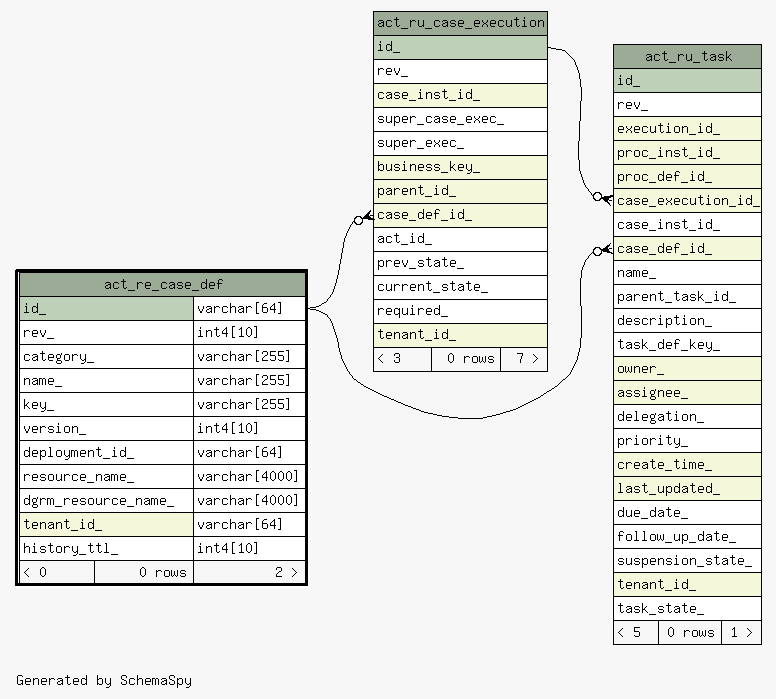 act_ru_case_execution
id_
rev_
case_inst_id_
super_case_exec_
super_exec_
business_key_
parent_id_
case_def_id_
act_id_
prev_state_
current_state_
required_
tenant_id_
< 3 0 rows 7 >
act_ru_task
id_
rev_
execution_id_
proc_inst_id_
proc_def_id_
case_execution_id_
case_inst_id_
case_def_id_
name_
parent_task_id_
description_
task_def_key_
owner_
assignee_
delegation_
priority_
create_time_
last_updated_
due_date_
follow_up_date_
suspension_state_
tenant_id_
task_state_
< 5 0 rows 1 >
act_re_case_def
id_ varchar[64]
rev_ int4[10]
category_ varchar[255]
name_ varchar[255]
key_ varchar[255]
version_ int4[10]
deployment_id_ varchar[64]
resource_name_ varchar[4000]
dgrm_resource_name_ varchar[4000]
tenant_id_ varchar[64]
history_ttl_ int4[10]
< 0 0 rows 2 >
Generated by SchemaSpy